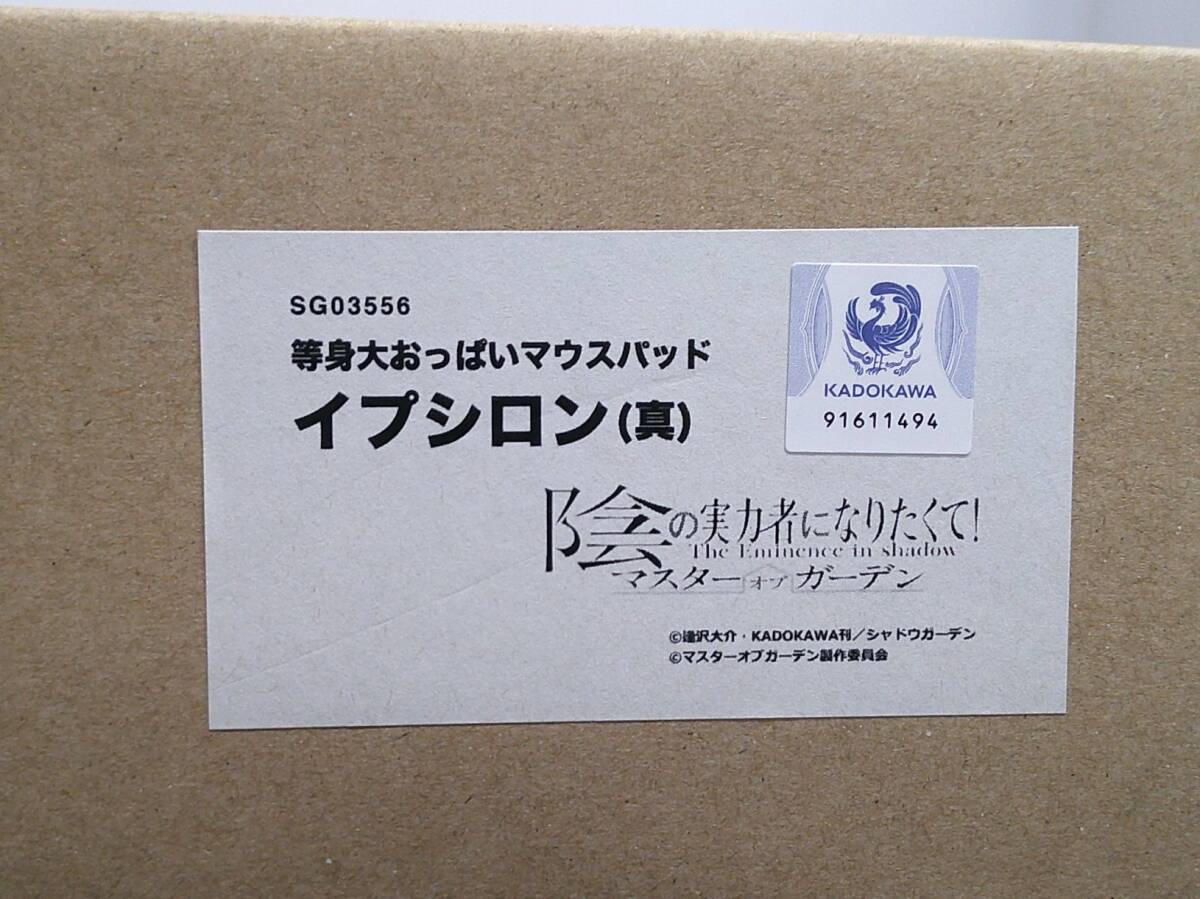 SG03556
等身大おっぱいマウスパッド
イプシロン(真)
KADOKAWA
91611494
陰の実力者になりたくて!
The Eminence in shadow
マスターオブガーデン
©逢沢大介・KADOKAWA刊/シャドウガーデン
©マスターオブガーデン製作委員会